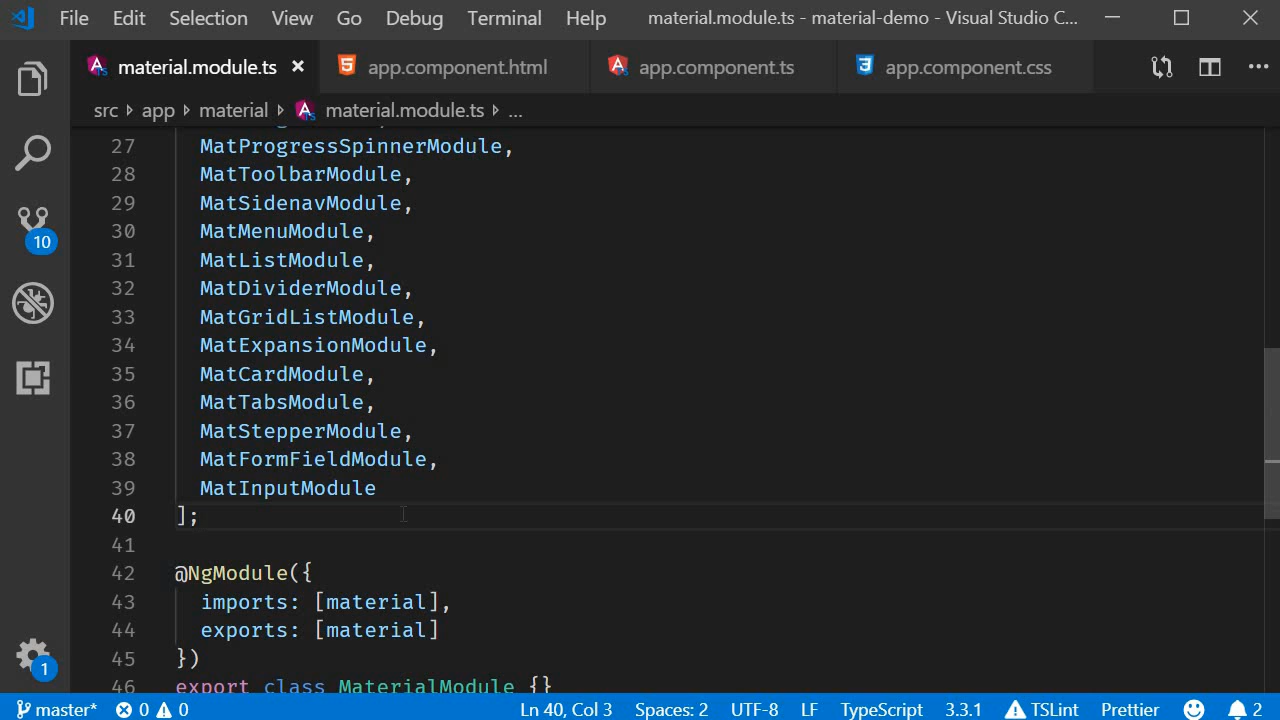 File Edit Selection View Go Debug Terminal Help material.module.ts - material-demo - Visual Studio C...
material.module.ts app.component.html app.component.ts app.component.css
src app material material.module.ts ...
27 MatProgressSpinnerModule,
28 MatToolbarModule,
29 MatSidenavModule,
30 MatMenuModule,
31 MatListModule,
32 MatDividerModule,
33 MatGridListModule,
34 MatExpansionModule,
35 MatCardModule,
36 MatTabsModule,
37 MatStepperModule,
38 MatFormFieldModule,
39 MatInputModule
40 ];
41
42 @NgModule({
43 imports: [material],
44 exports: [material]
45 })
46 export class MaterialModule {}
10
1
master* 0 0 Ln 40, Col 3 Spaces: 2 UTF-8 LF TypeScript 3.3.1 TSLint Prettier 2